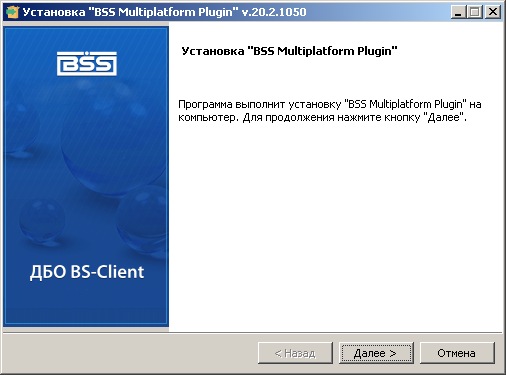 Установка "BSS Multiplatform Plugin" v.20.2.1050
BSS
Установка "BSS Multiplatform Plugin"
Программа выполнит установку "BSS Multiplatform Plugin" на
компьютер. Для продолжения нажмите кнопку "Далее".
ДБО BS-Client
< Назад
Далее >
Отмена